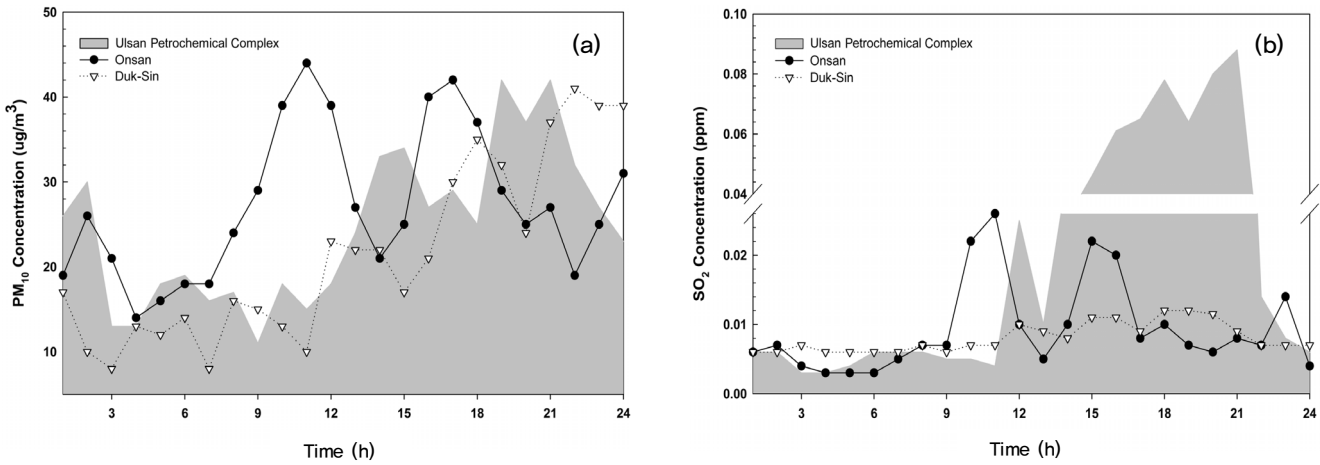 (a)
Ulsan Petrochemical Complex
Onsan
Duk-Sin
PM10 Concentration (ug/m3)
50
40
30
20
10
3 6 9 12 15 18 21 24
Time (h)
(b)
Ulsan Petrochemical Complex
Onsan
Duk-Sin
SO2 Concentration (ppm)
0.10
0.08
0.06
0.04
0.02
0.01
0.00
3 6 9 12 15 18 21 24
Time (h)